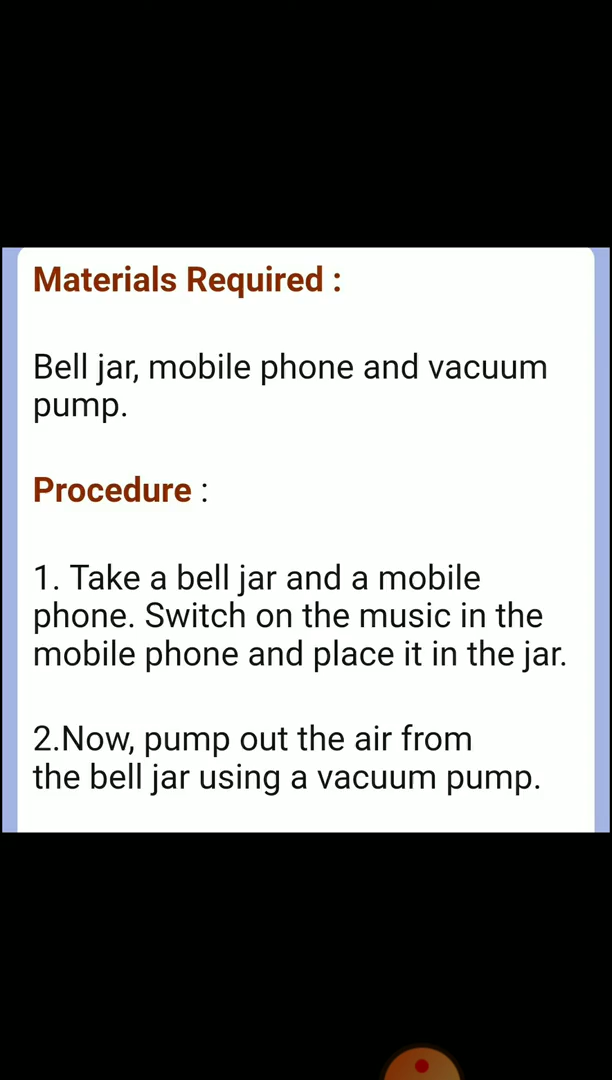 Materials Required :
Bell jar, mobile phone and vacuum
pump.
Procedure :
1. Take a bell jar and a mobile
phone. Switch on the music in the
mobile phone and place it in the jar.
2.Now, pump out the air from
the bell jar using a vacuum pump.